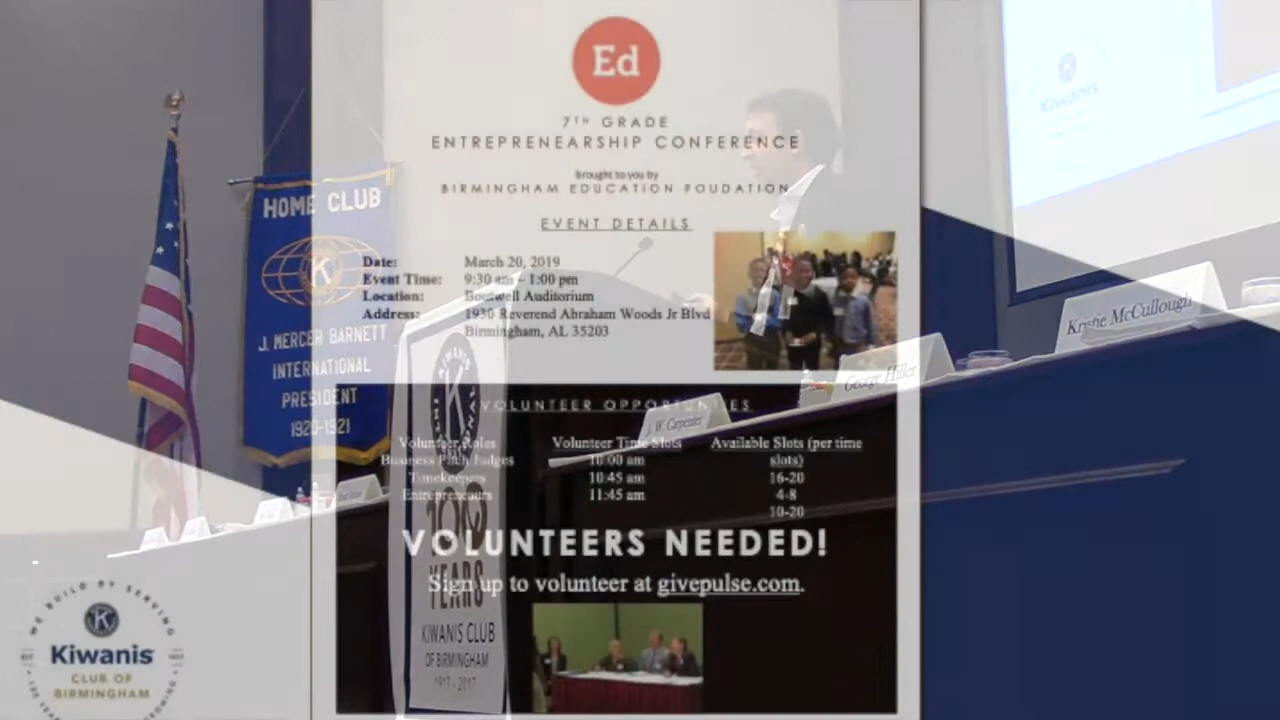 Ed
7TH GRADE
ENTREPRENEARSHIP CONFERENCE
brought to you by
BIRMINGHAM EDUCATION FOUDATION
EVENT DETAILS
Date: March 20, 2019
Event Time: 9:30 am – 1:00 pm
Location: Boutwell Auditorium
Address: 1930 Reverend Abraham Woods Jr Blvd
Birmingham, AL 35203
VOLUNTEER OPPORTUNITIES
Volunteer Roles Volunteer Time Slots Available Slots (per time
slots)
Business Pitch Judges 10:00 am 16-20
Timekeepers 10:45 am 4-8
Entrepreneurs 11:45 am 10-20
VOLUNTEERS NEEDED!
Sign up to volunteer at givepulse.com.
HOME CLUB
K
J. MERCER BARNETT
INTERNATIONAL
PRESIDENT
1920-1921
KIWANIS
100
YEARS
KIWANIS CLUB
OF BIRMINGHAM
1917 - 2017
J. W. Carpenter
George Hiller
Kristie McCullough
Kiwanis
WE BUILD BY SERVING
K
Kiwanis
CLUB OF
BIRMINGHAM